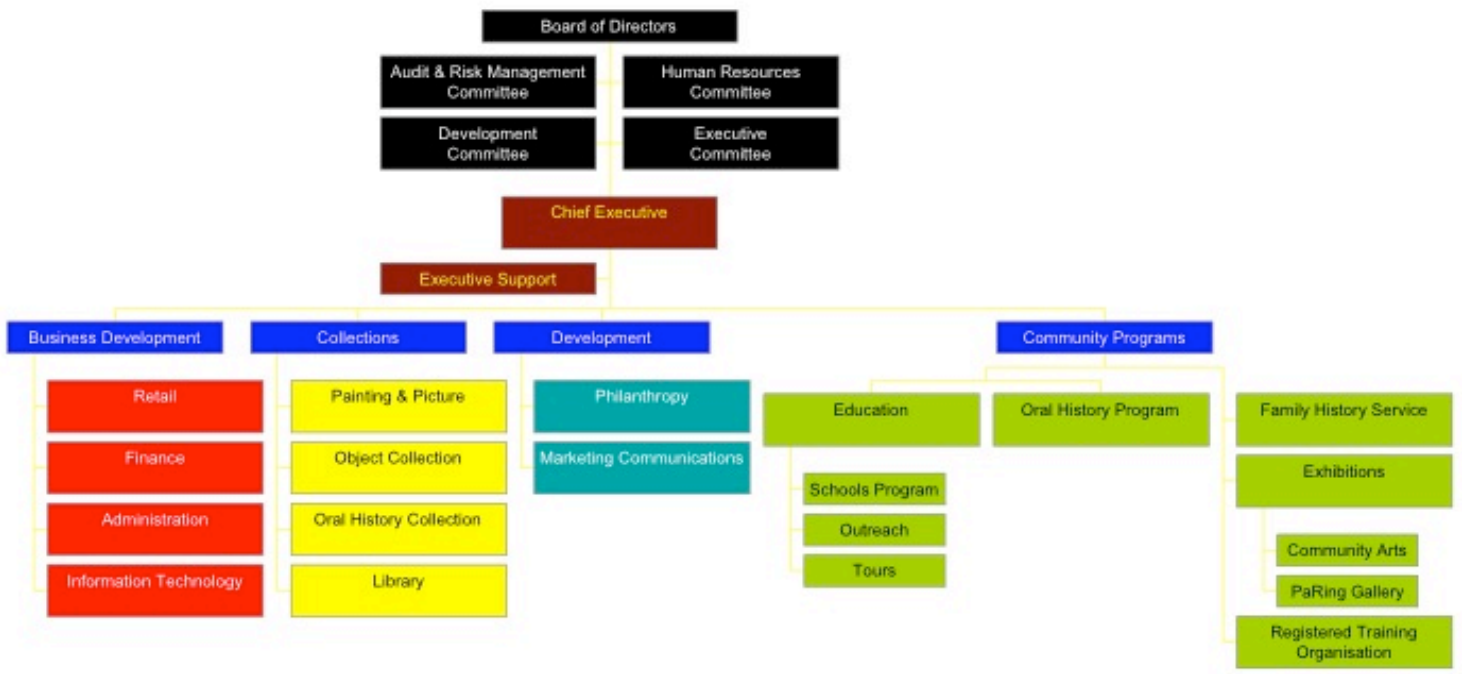 Board of Directors
Audit & Risk Management
Committee
Human Resources
Committee
Development
Committee
Executive
Committee
Chief Executive
Executive Support
Business Development
Collections
Development
Community Programs
Retail
Finance
Administration
Information Technology
Painting & Picture
Object Collection
Oral History Collection
Library
Philanthropy
Marketing Communications
Education
Schools Program
Outreach
Tours
Oral History Program
Family History Service
Exhibitions
Community Arts
PaRing Gallery
Registered Training
Organisation